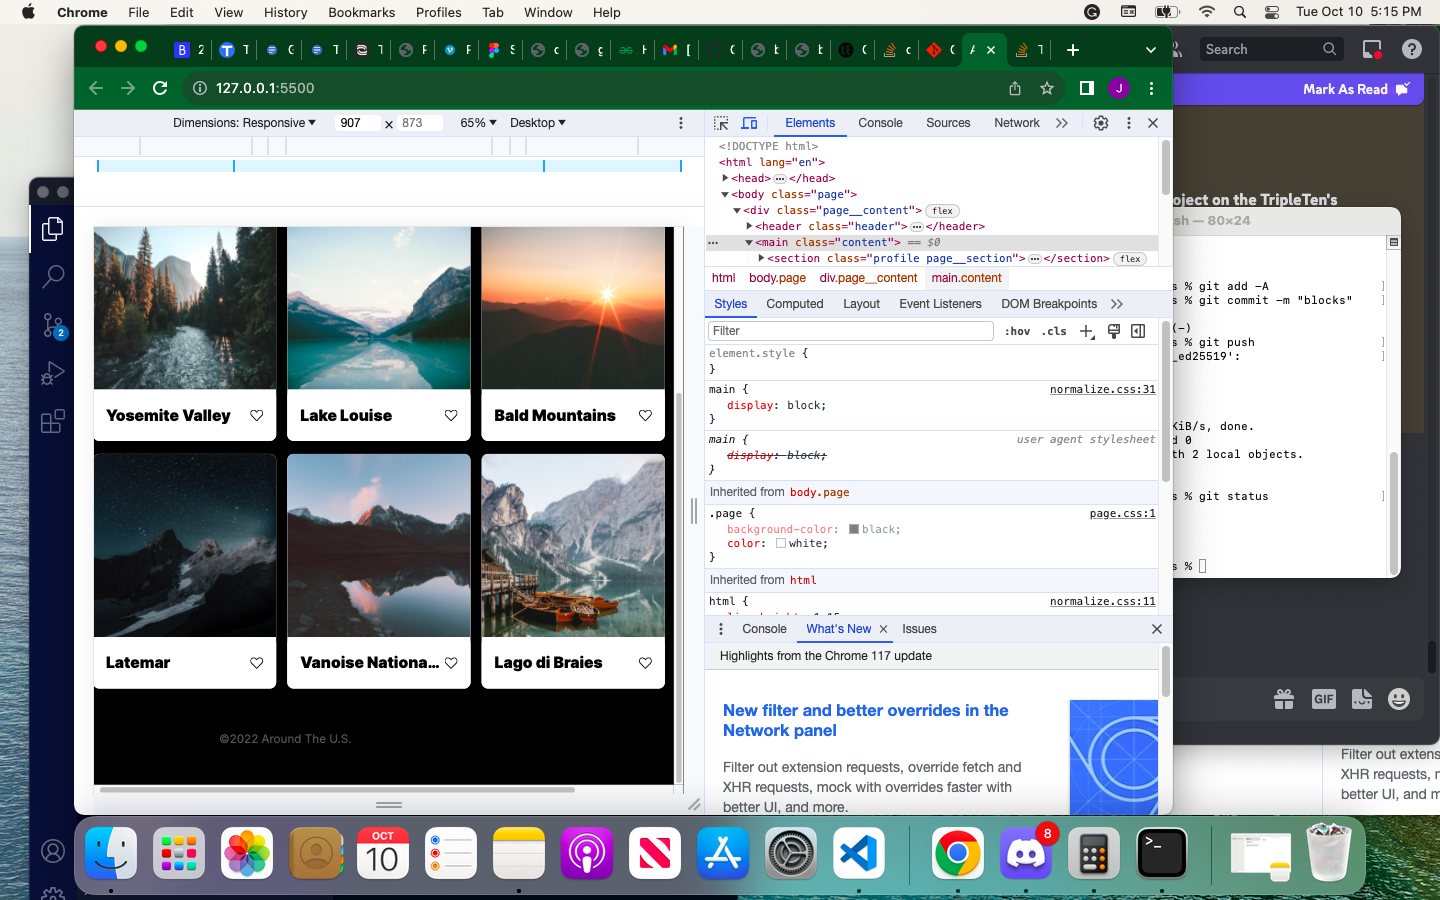 Chrome File Edit View History Bookmarks Profiles Tab Window Help Tue Oct 10 5:15 PM
127.0.0.1:5500
Search
Mark As Read
Dimensions: Responsive 907 × 873 65% Desktop
Elements Console Sources Network
<!DOCTYPE html>
<html lang="en">
<head> ••• </head>
<body class="page">
<div class="page__content"> flex
<header class="header"> ••• </header>
••• <main class="content"> == $0
<section class="profile page__section"> ••• </section> flex
html body.page div.page__content main.content
Styles Computed Layout Event Listeners DOM Breakpoints
Filter :hov .cls
element.style {
}
main { normalize.css:31
display: block;
}
main { user agent stylesheet
display: block;
}
Inherited from body.page
.page { page.css:1
background-color: black;
color: white;
}
Inherited from html
html { normalize.css:11
Console What's New Issues
Highlights from the Chrome 117 update
New filter and better overrides in the
Network panel
Filter out extension requests, override fetch and
XHR requests, mock with overrides faster with
better UI, and more.
Yosemite Valley
Lake Louise
Bald Mountains
Latemar
Vanoise Nationa...
Lago di Braies
©2022 Around The U.S.
oject on the TripleTen's
sh — 80×24
s % git add -A
s % git commit -m "blocks"
(-)
s % git push
_ed25519':
KiB/s, done.
d 0
th 2 local objects.
s % git status
s %
GIF
Filter out extens
XHR requests, r
better UI, and m
2
OCT
10
8